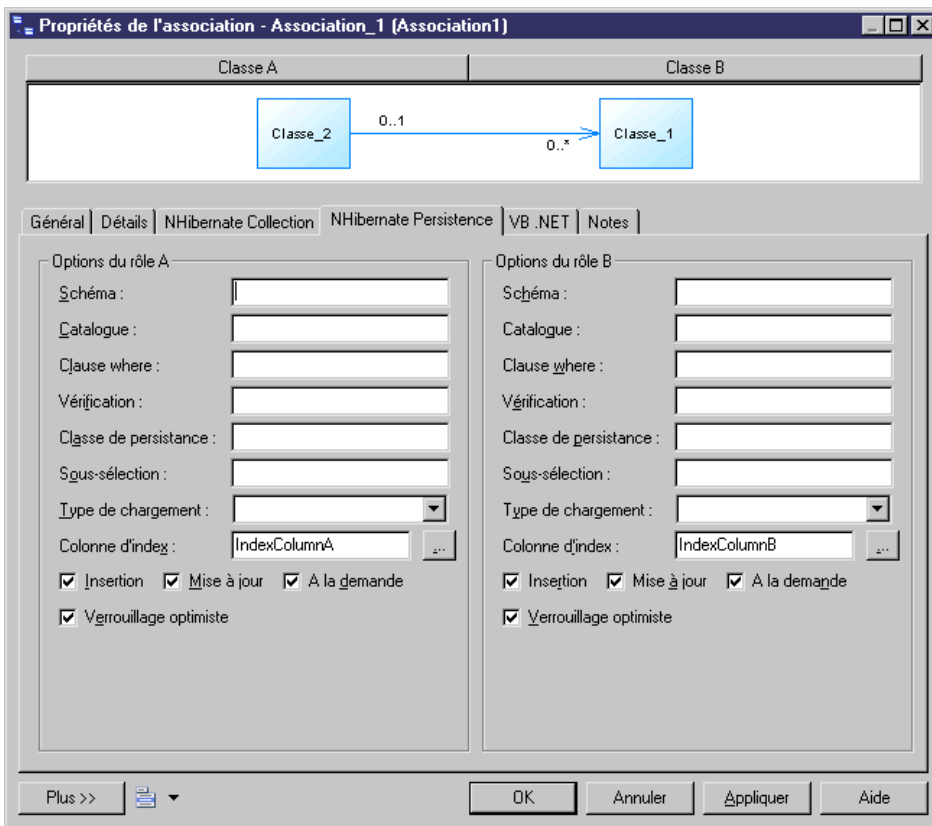 Propriétés de l'association - Association_1 (Association1)
Classe A Classe B
Classe_2 0..1 0..* Classe_1
Général Détails NHibernate Collection NHibernate Persistence VB .NET Notes
Options du rôle A Options du rôle B
Schéma : Schéma :
Catalogue : Catalogue :
Clause where : Clause where :
Vérification : Vérification :
Classe de persistance : Classe de persistance :
Sous-sélection : Sous-sélection :
Type de chargement : Type de chargement :
Colonne d'index : IndexColumnA ... Colonne d'index : IndexColumnB ...
Insertion Mise à jour A la demande Insertion Mise à jour A la demande
Verrouillage optimiste Verrouillage optimiste
Plus >> OK Annuler Appliquer Aide